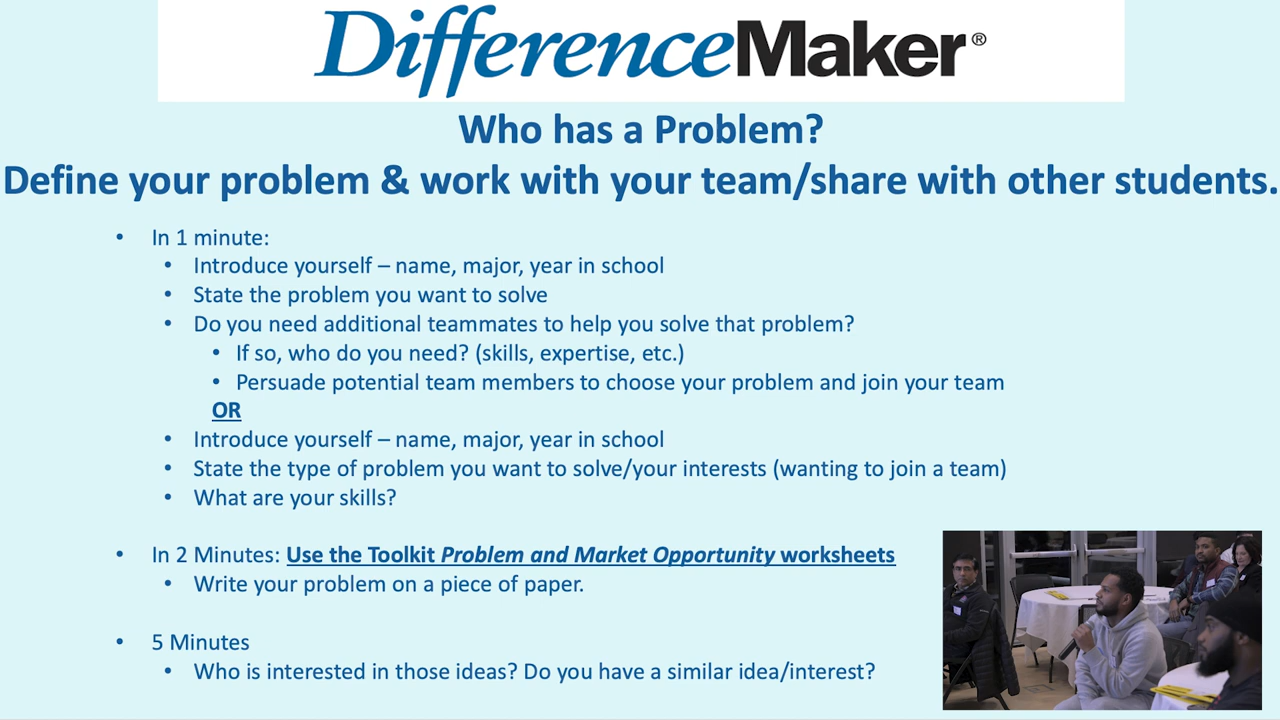 DifferenceMaker®
Who has a Problem?
Define your problem & work with your team/share with other students.
• In 1 minute:
• Introduce yourself – name, major, year in school
• State the problem you want to solve
• Do you need additional teammates to help you solve that problem?
• If so, who do you need? (skills, expertise, etc.)
• Persuade potential team members to choose your problem and join your team
OR
• Introduce yourself – name, major, year in school
• State the type of problem you want to solve/your interests (wanting to join a team)
• What are your skills?
• In 2 Minutes: Use the Toolkit Problem and Market Opportunity worksheets
• Write your problem on a piece of paper.
• 5 Minutes
• Who is interested in those ideas? Do you have a similar idea/interest?